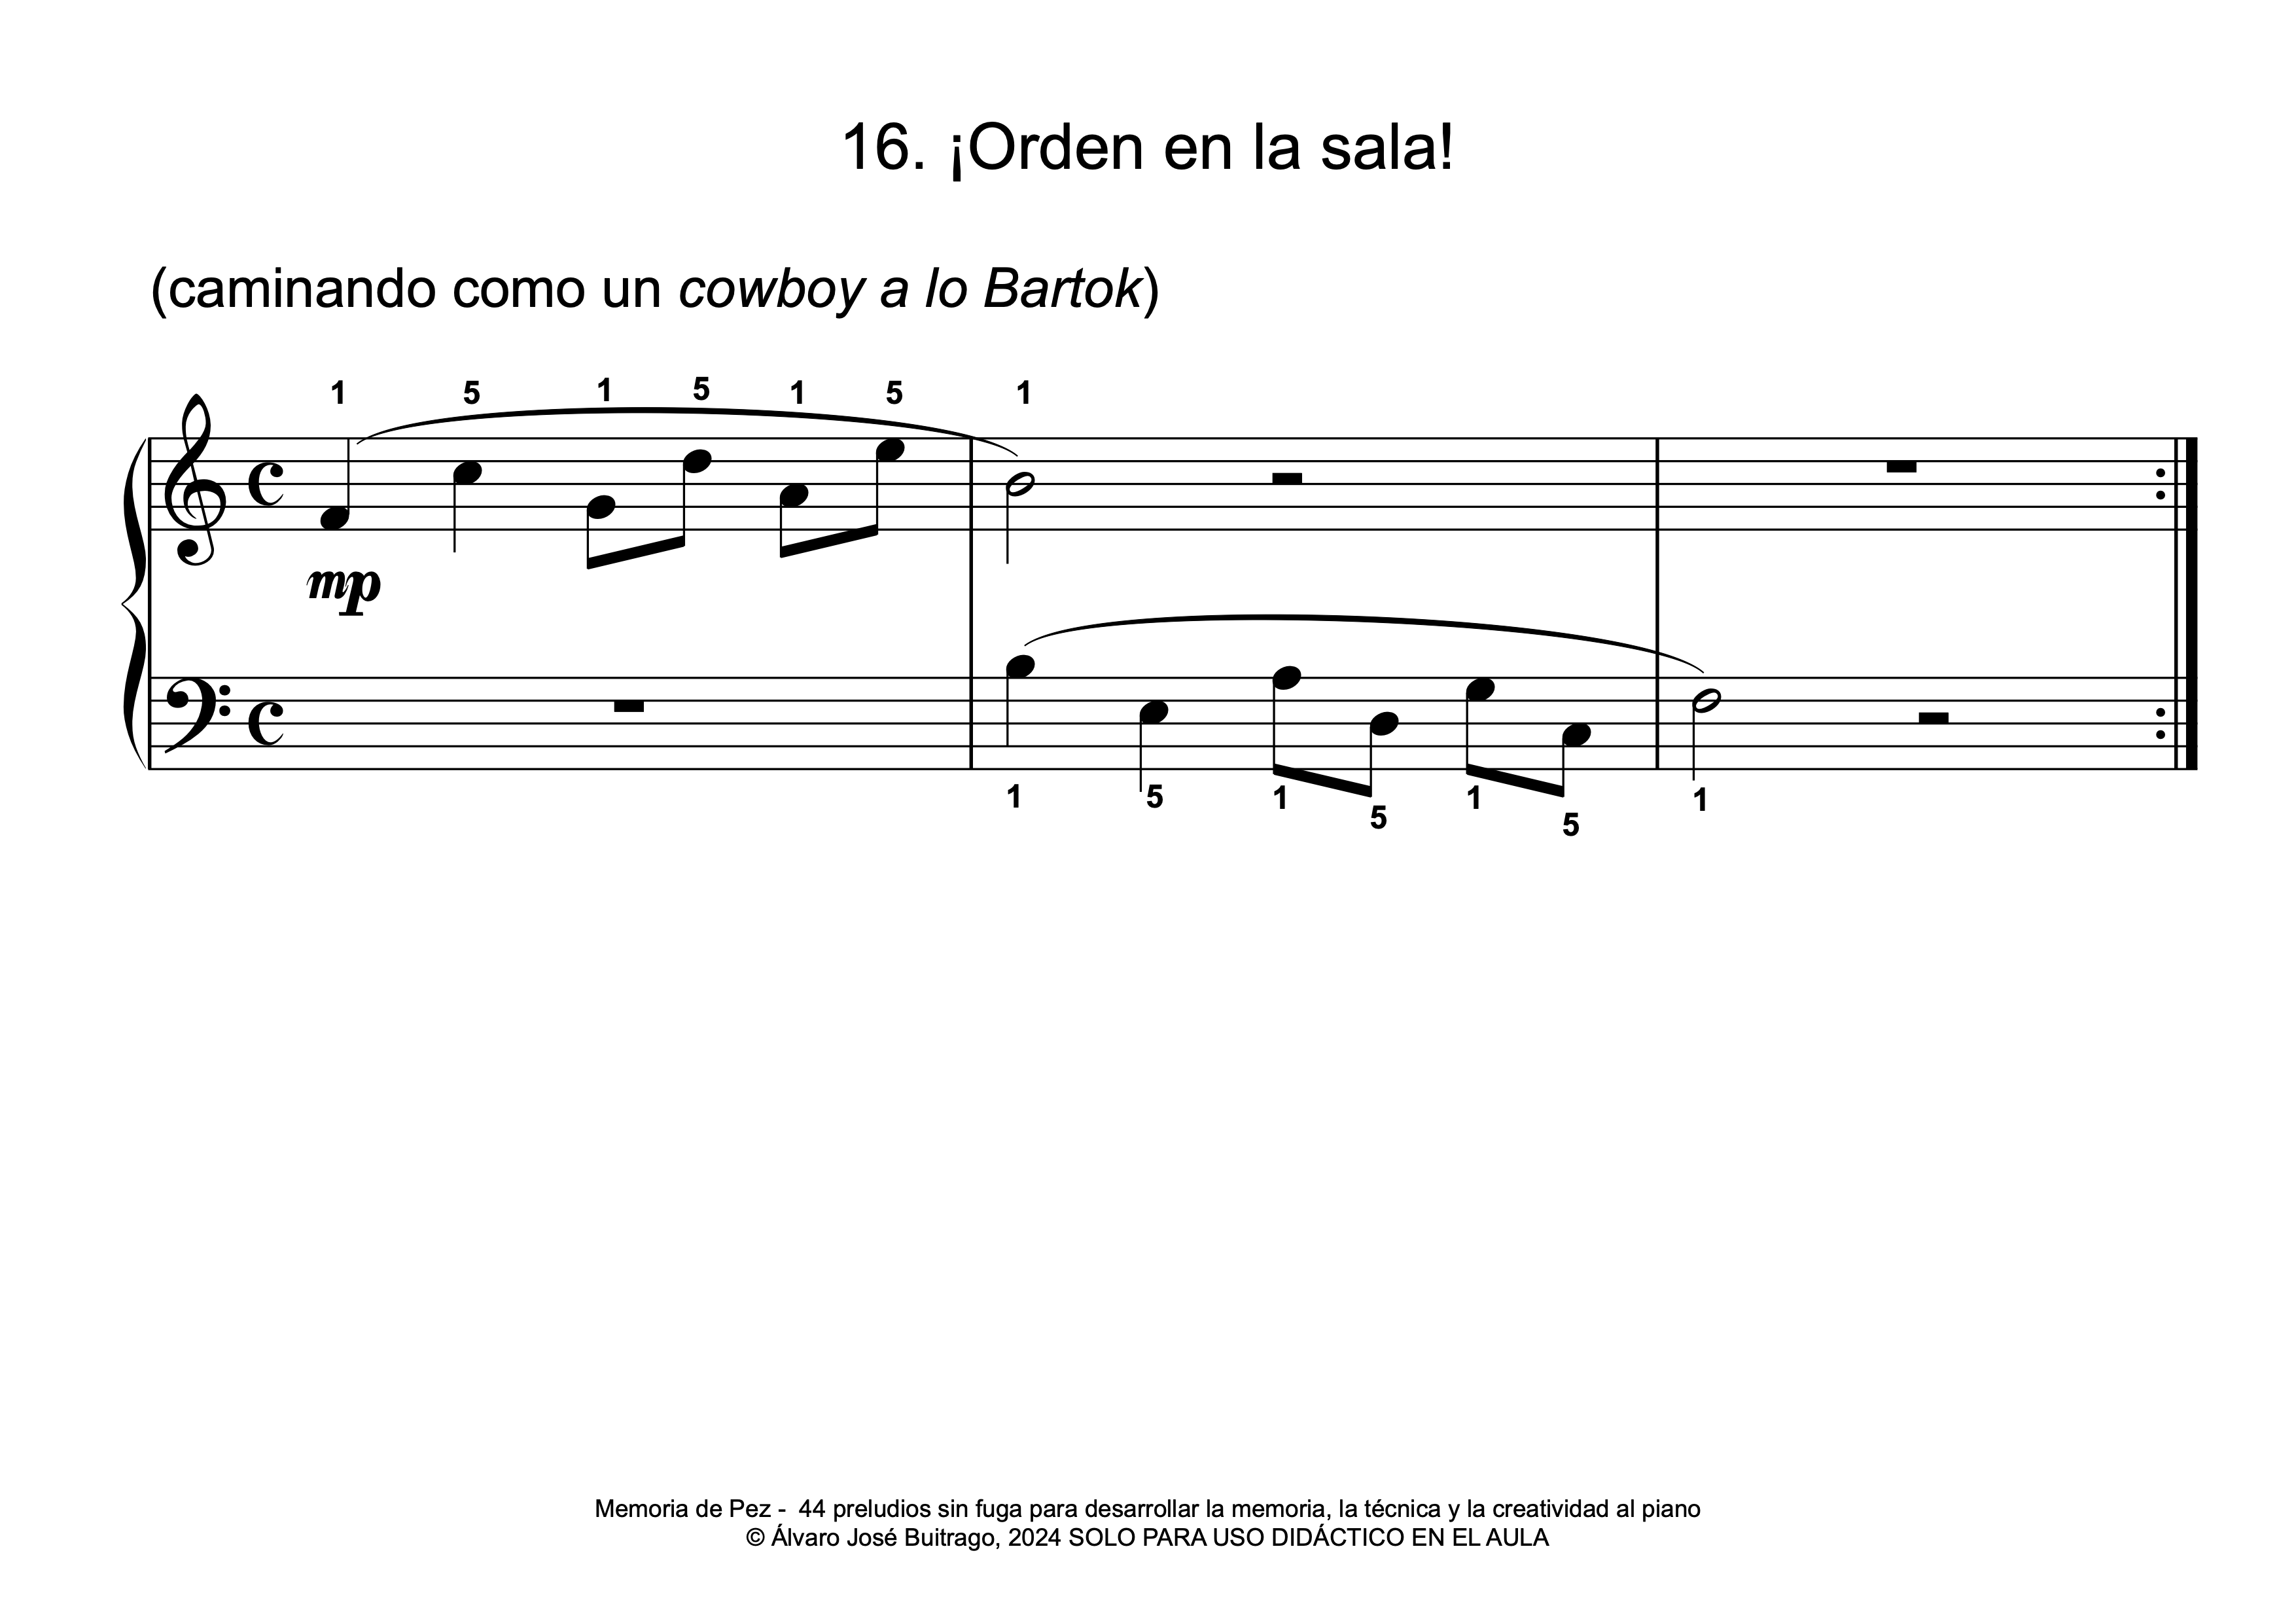 16. ¡Orden en la sala!
(caminando como un cowboy a lo Bartok)
1 5 1 5 1 5 1
mp
1 5 1 5 1 5 1
Memoria de Pez -  44 preludios sin fuga para desarrollar la memoria, la técnica y la creatividad al piano
© Álvaro José Buitrago, 2024 SOLO PARA USO DIDÁCTICO EN EL AULA